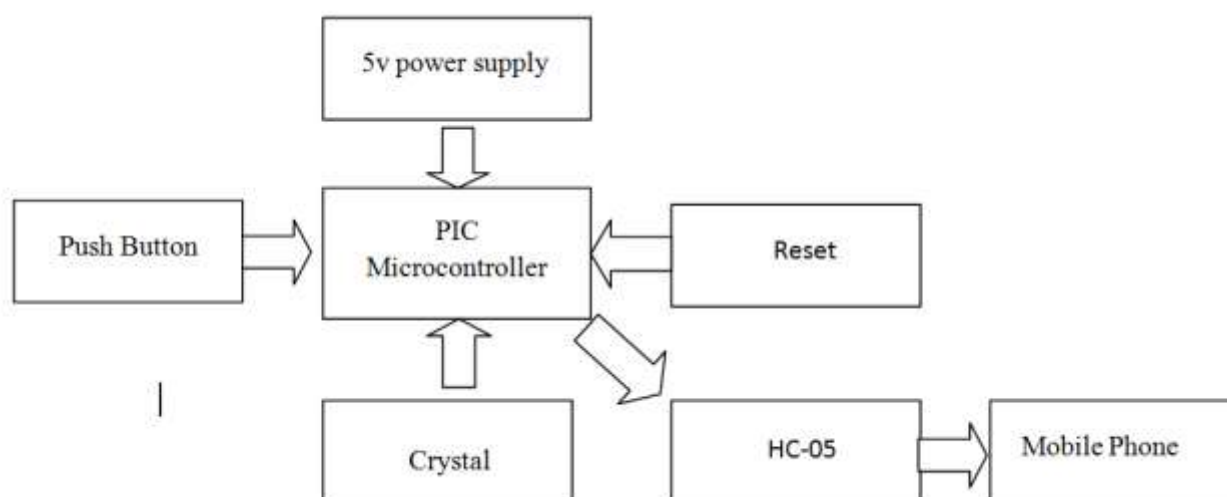 5v power supply
Push Button
PIC
Microcontroller
Reset
Crystal
HC-05
Mobile Phone